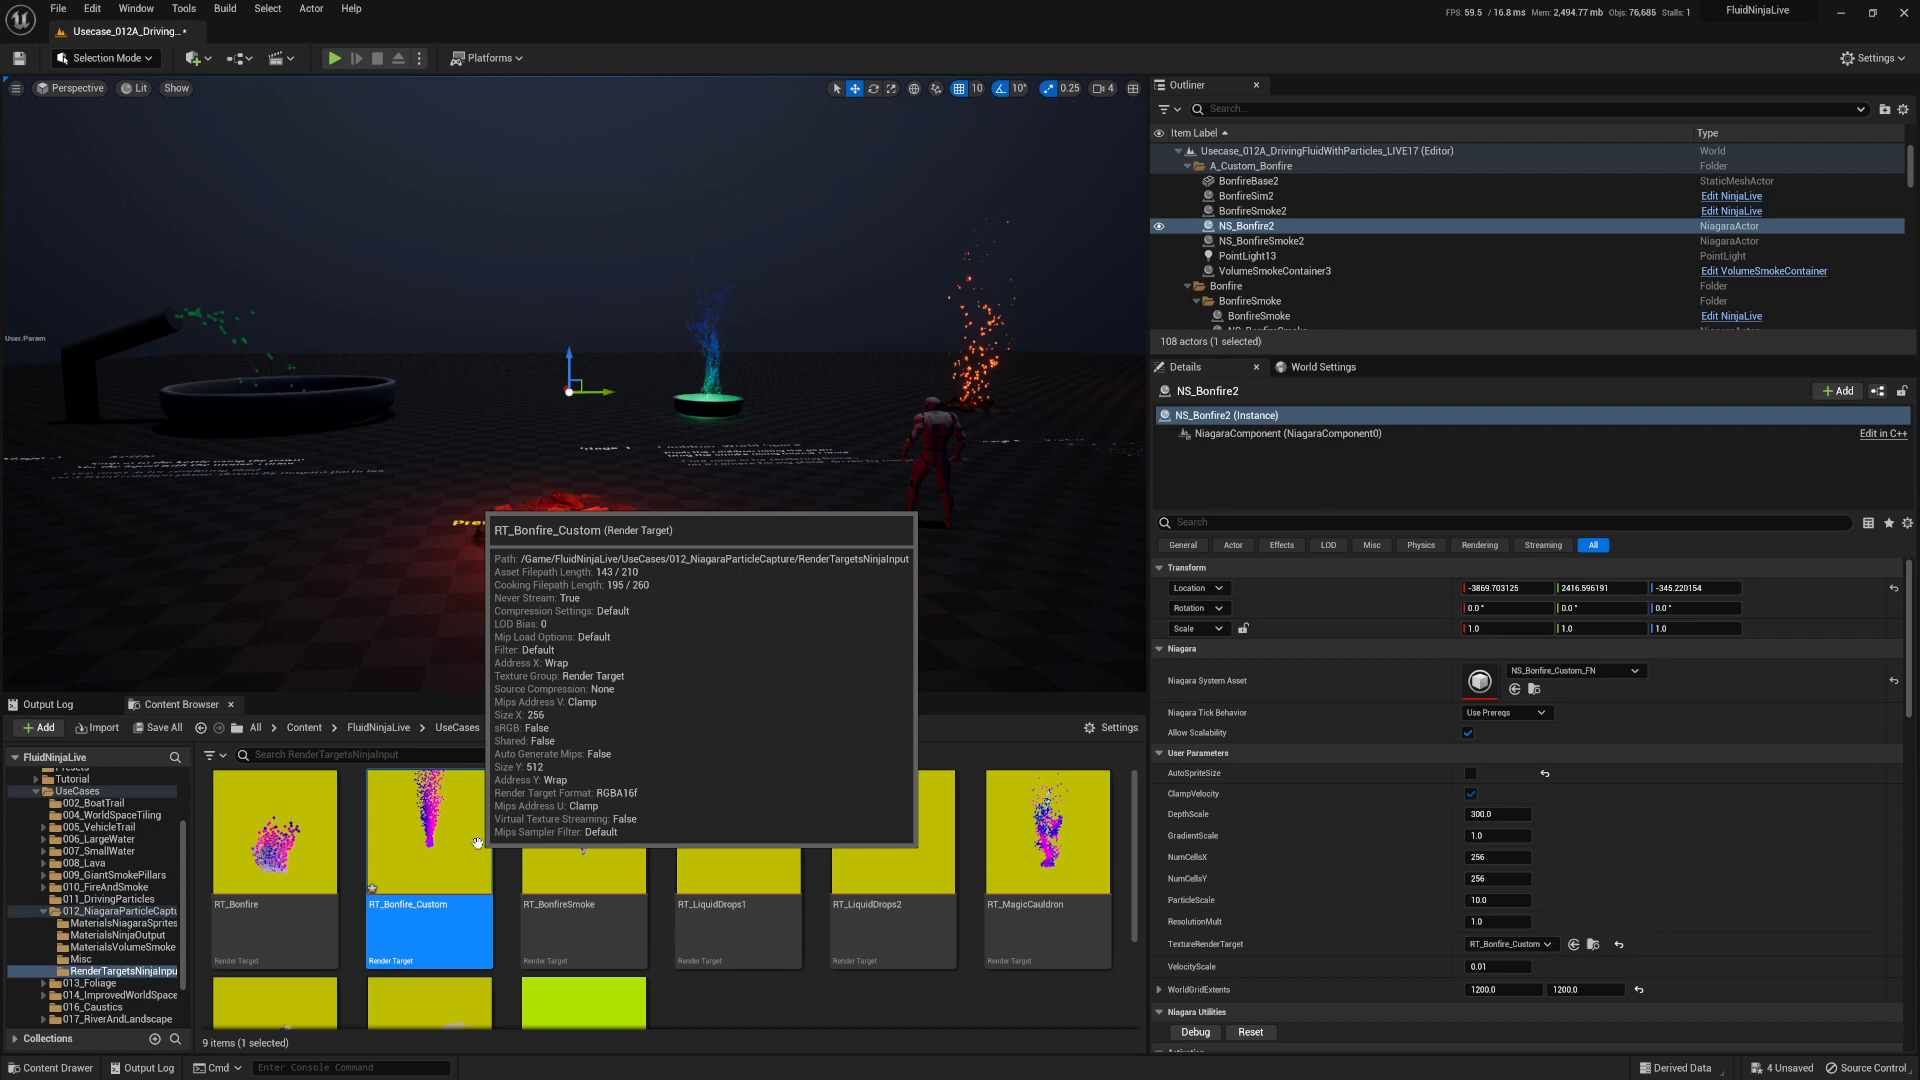 File Edit Window Tools Build Select Actor Help
FPS: 59.5 / 16.8 ms Mem: 2,494.77 mb Objs: 76,685 Stalls: 1
FluidNinjaLive
Usecase_012A_Driving...*
Selection Mode
Platforms
Settings
Perspective Lit Show
10 10° 0.25 4
User.Param
Outliner
Search...
Item Label Type
Usecase_012A_DrivingFluidWithParticles_LIVE17 (Editor) World
A_Custom_Bonfire Folder
BonfireBase2 StaticMeshActor
BonfireSim2 Edit NinjaLive
BonfireSmoke2 Edit NinjaLive
NS_Bonfire2 NiagaraActor
NS_BonfireSmoke2 NiagaraActor
PointLight13 PointLight
VolumeSmokeContainer3 Edit VolumeSmokeContainer
Bonfire Folder
BonfireSmoke Folder
BonfireSmoke Edit NinjaLive
108 actors (1 selected)
Details World Settings
NS_Bonfire2
Add
NS_Bonfire2 (Instance)
NiagaraComponent (NiagaraComponent0) Edit in C++
Search
General Actor Effects LOD Misc Physics Rendering Streaming All
Transform
Location -3869.703125 2416.596191 -345.220154
Rotation 0.0° 0.0° 0.0°
Scale 1.0 1.0 1.0
Niagara
Niagara System Asset NS_Bonfire_Custom_FN
Niagara Tick Behavior Use Prereqs
Allow Scalability
User Parameters
AutoSpriteSize
ClampVelocity
DepthScale 300.0
GradientScale 1.0
NumCellsX 256
NumCellsY 256
ParticleScale 10.0
ResolutionMult 1.0
TextureRenderTarget RT_Bonfire_Custom
VelocityScale 0.01
WorldGridExtents 1200.0 1200.0
Niagara Utilities
Debug Reset
RT_Bonfire_Custom (Render Target)
Path: /Game/FluidNinjaLive/UseCases/012_NiagaraParticleCapture/RenderTargetsNinjaInput
Asset Filepath Length: 143 / 210
Cooking Filepath Length: 195 / 260
Never Stream: True
Compression Settings: Default
LOD Bias: 0
Mip Load Options: Default
Filter: Default
Address X: Wrap
Texture Group: Render Target
Source Compression: None
Mips Address V: Clamp
Size X: 256
sRGB: False
Shared: False
Auto Generate Mips: False
Size Y: 512
Address Y: Wrap
Render Target Format: RGBA16f
Mips Address U: Clamp
Virtual Texture Streaming: False
Mips Sampler Filter: Default
Output Log Content Browser
Add Import Save All All Content FluidNinjaLive UseCases Settings
FluidNinjaLive
Search RenderTargetsNinjaInput
Presets
Tutorial
UseCases
002_BoatTrail
004_WorldSpaceTiling
005_VehicleTrail
006_LargeWater
007_SmallWater
008_Lava
009_GiantSmokePillars
010_FireAndSmoke
011_DrivingParticles
012_NiagaraParticleCaptu
MaterialsNiagaraSprites
MaterialsNinjaOutput
MaterialsVolumeSmoke
Misc
RenderTargetsNinjaInpu
013_Foliage
014_ImprovedWorldSpace
016_Caustics
017_RiverAndLandscape
Collections
RT_Bonfire RT_Bonfire_Custom RT_BonfireSmoke RT_LiquidDrops1 RT_LiquidDrops2 RT_MagicCauldron
Render Target Render Target Render Target Render Target Render Target Render Target
9 items (1 selected)
Content Drawer Output Log Cmd Enter Console Command
Derived Data 4 Unsaved Source Control